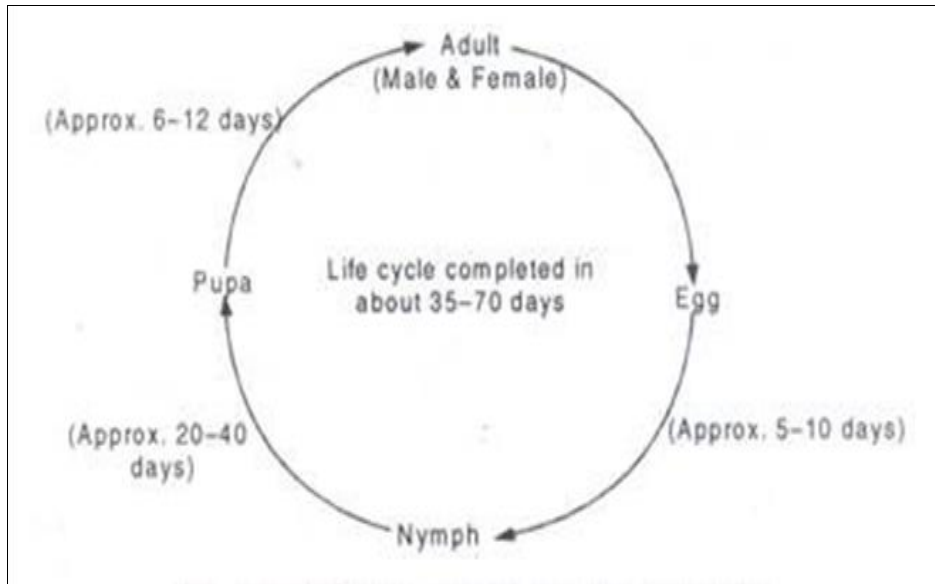 Adult
(Male & Female)
(Approx. 6–12 days)
Life cycle completed in
about 35–70 days
Pupa
Egg
(Approx. 20–40
days)
(Approx. 5–10 days)
Nymph